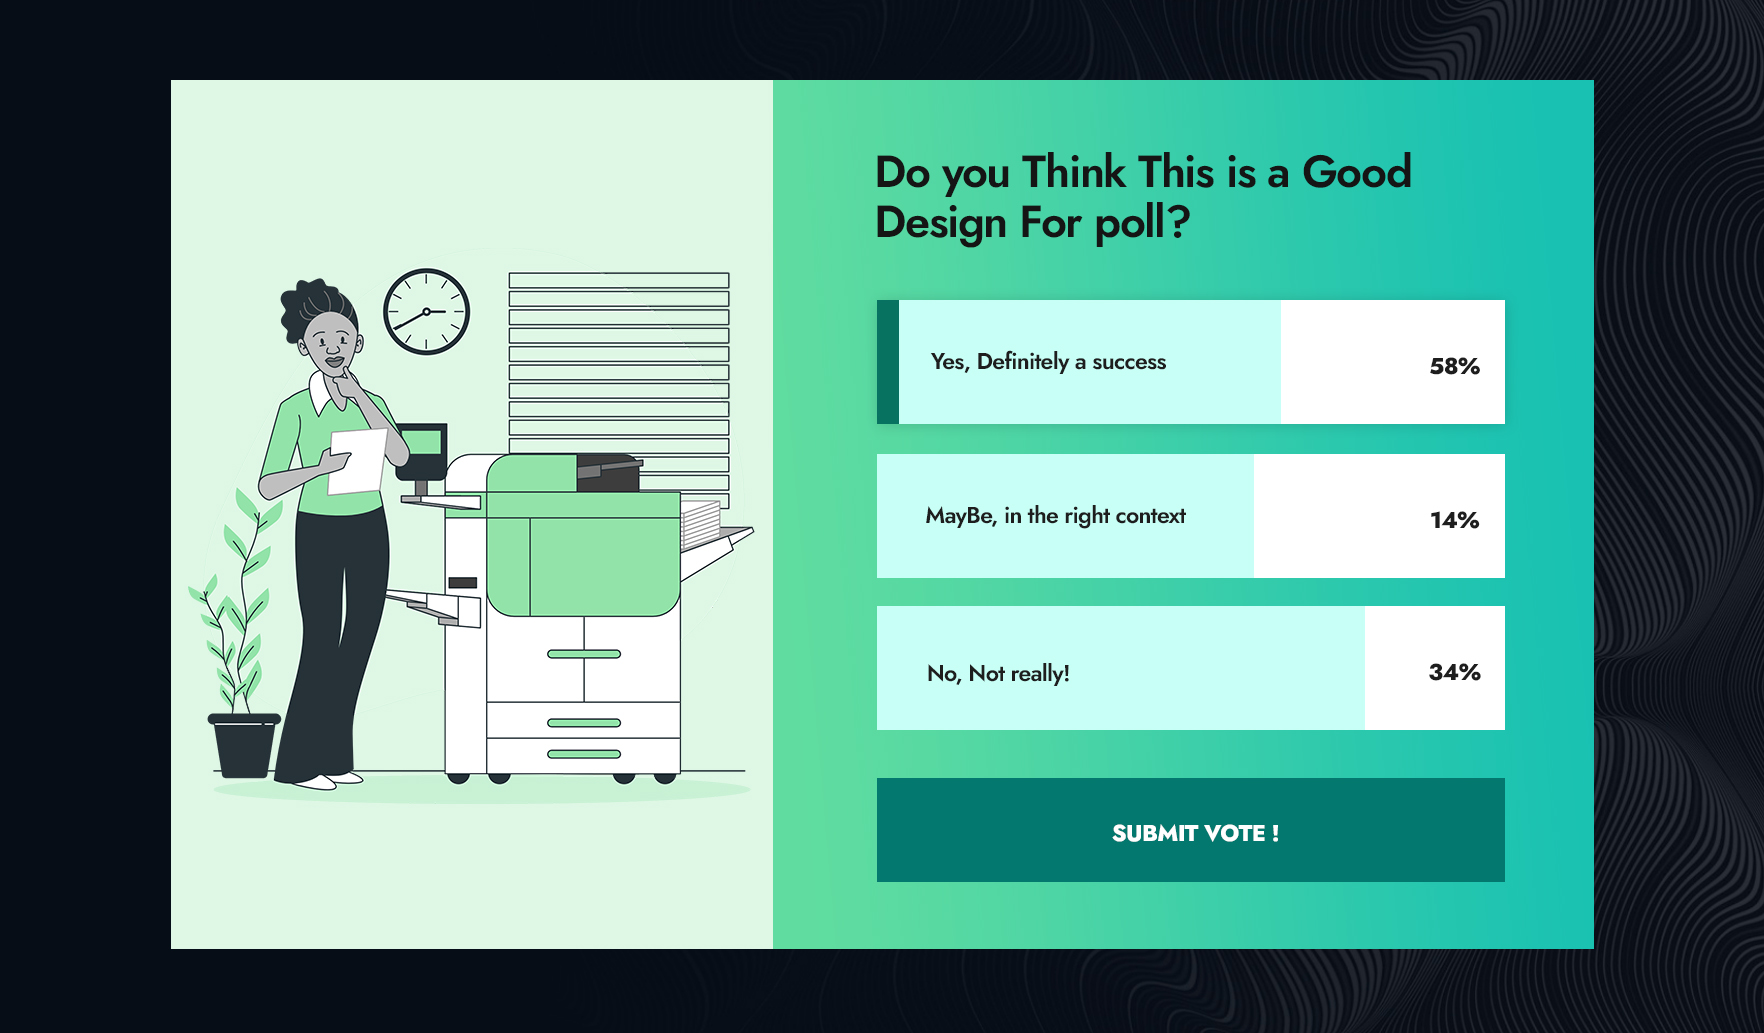 Do you Think This is a Good
Design For poll?
Yes, Definitely a success
58%
MayBe, in the right context
14%
No, Not really!
34%
SUBMIT VOTE !